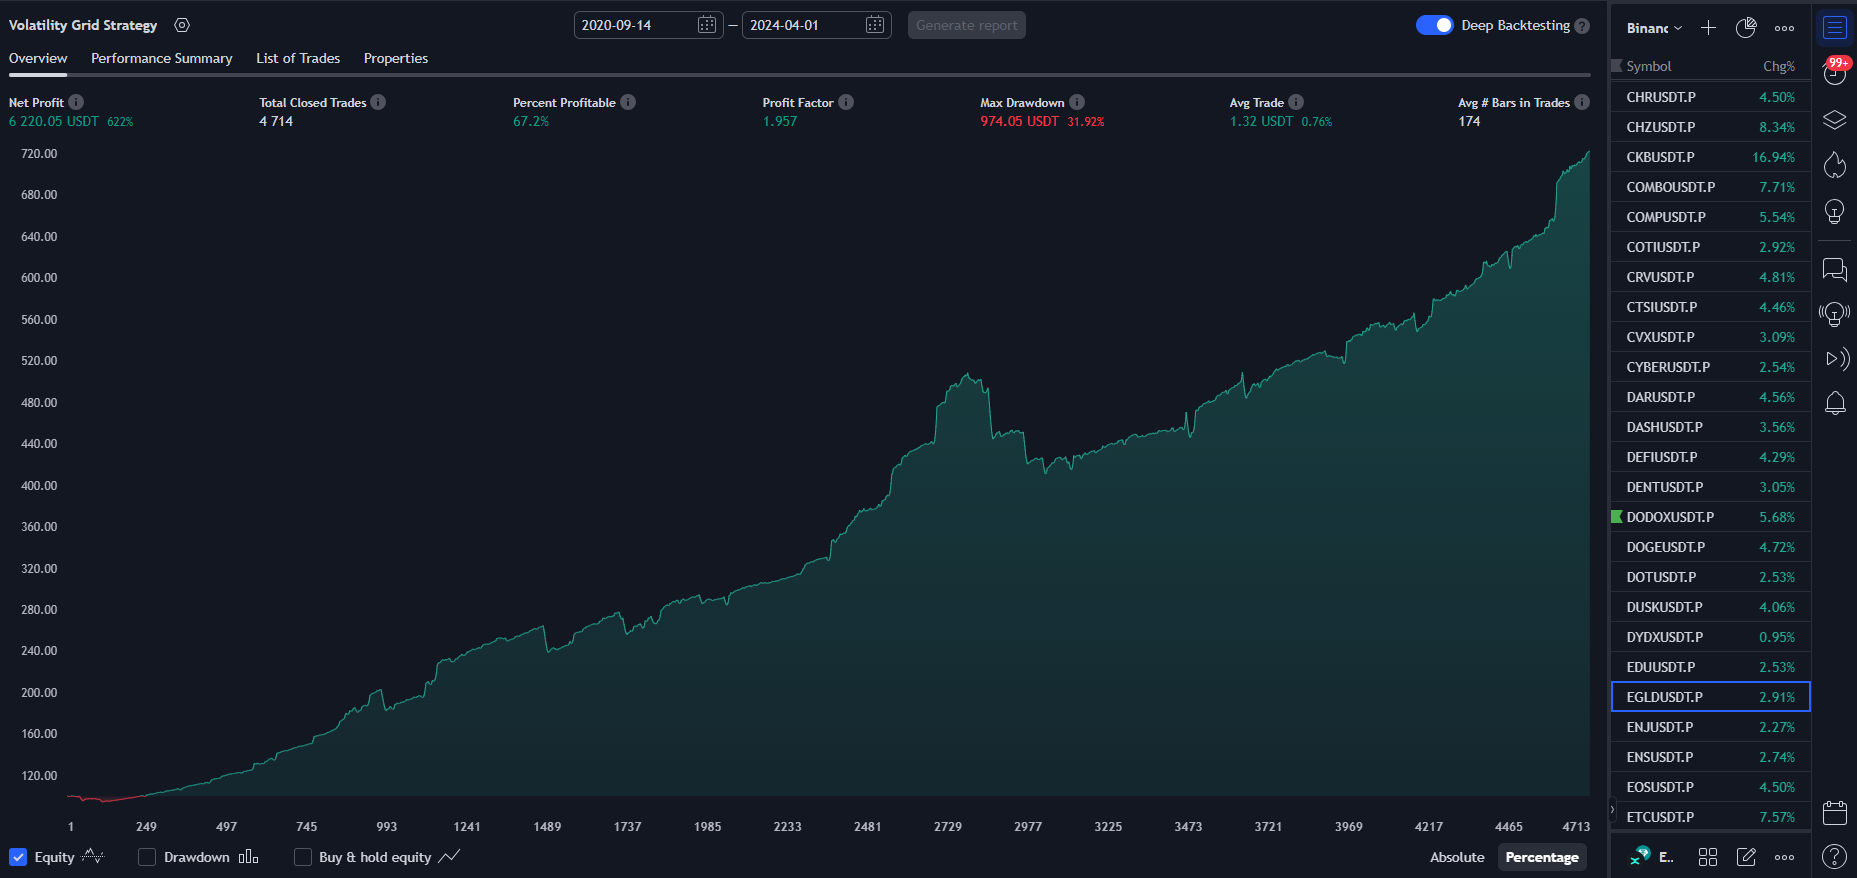 Volatility Grid Strategy
2020-09-14 — 2024-04-01 Generate report
Deep Backtesting
Overview Performance Summary List of Trades Properties
Net Profit Total Closed Trades Percent Profitable Profit Factor Max Drawdown Avg Trade Avg # Bars in Trades
6 220.05 USDT 622% 4 714 67.2% 1.957 974.05 USDT 31.92% 1.32 USDT 0.76% 174
720.00
680.00
640.00
600.00
560.00
520.00
480.00
440.00
400.00
360.00
320.00
280.00
240.00
200.00
160.00
120.00
1 249 497 745 993 1241 1489 1737 1985 2233 2481 2729 2977 3225 3473 3721 3969 4217 4465 4713
Equity Drawdown Buy & hold equity Absolute Percentage
Symbol Chg%
CHRUSDT.P 4.50%
CHZUSDT.P 8.34%
CKBUSDT.P 16.94%
COMBOUSDT.P 7.71%
COMPUSDT.P 5.54%
COTIUSDT.P 2.92%
CRVUSDT.P 4.81%
CTSIUSDT.P 4.46%
CVXUSDT.P 3.09%
CYBERUSDT.P 2.54%
DARUSDT.P 4.56%
DASHUSDT.P 3.56%
DEFIUSDT.P 4.29%
DENTUSDT.P 3.05%
DODOXUSDT.P 5.68%
DOGEUSDT.P 4.72%
DOTUSDT.P 2.53%
DUSKUSDT.P 4.06%
DYDXUSDT.P 0.95%
EDUUSDT.P 2.53%
EGLDUSDT.P 2.91%
ENJUSDT.P 2.27%
ENSUSDT.P 2.74%
EOSUSDT.P 4.50%
ETCUSDT.P 7.57%
E..
99+